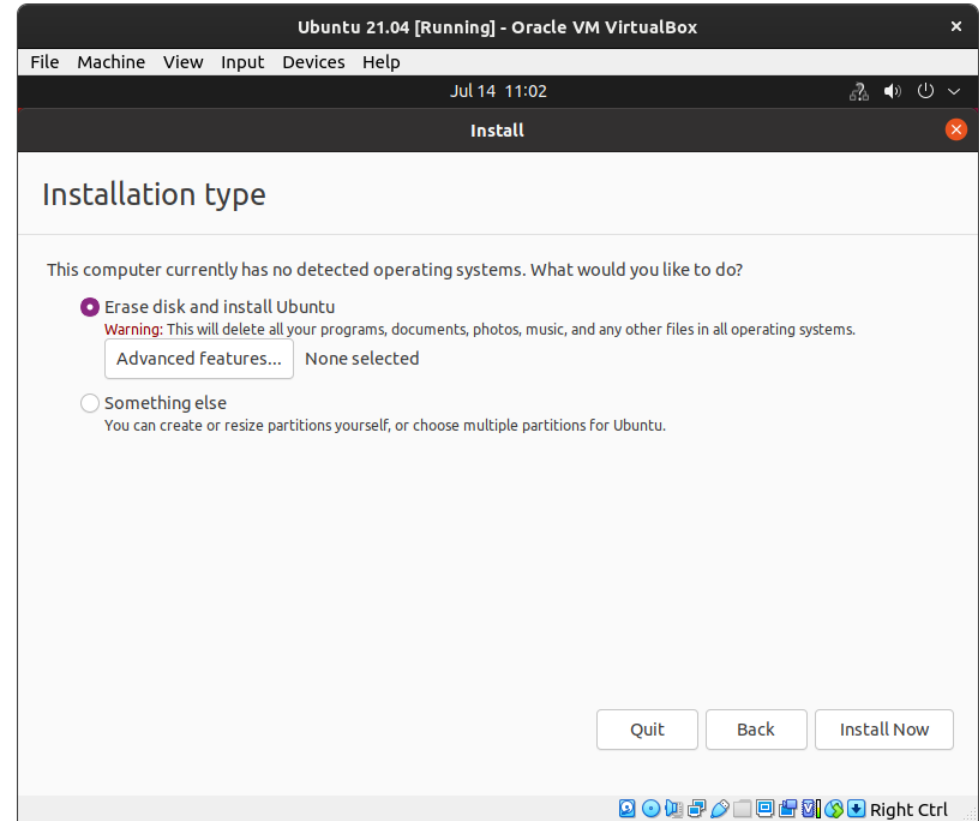 Ubuntu 21.04 [Running] - Oracle VM VirtualBox
File Machine View Input Devices Help
Jul 14 11:02
Install
Installation type
This computer currently has no detected operating systems. What would you like to do?
Erase disk and install Ubuntu
Warning: This will delete all your programs, documents, photos, music, and any other files in all operating systems.
Advanced features... None selected
Something else
You can create or resize partitions yourself, or choose multiple partitions for Ubuntu.
Quit Back Install Now
Right Ctrl